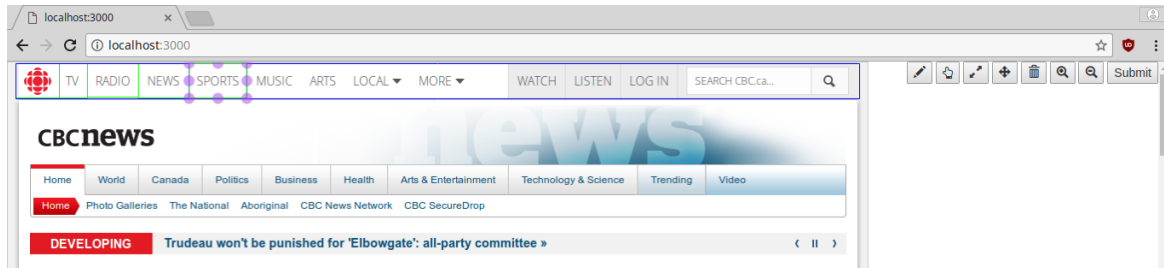 localhost:3000
localhost:3000
TV RADIO NEWS SPORTS MUSIC ARTS LOCAL MORE WATCH LISTEN LOG IN SEARCH CBC.ca... Submit
CBCnews news
Home World Canada Politics Business Health Arts & Entertainment Technology & Science Trending Video
Home Photo Galleries The National Aboriginal CBC News Network CBC SecureDrop
DEVELOPING Trudeau won't be punished for 'Elbowgate': all-party committee »